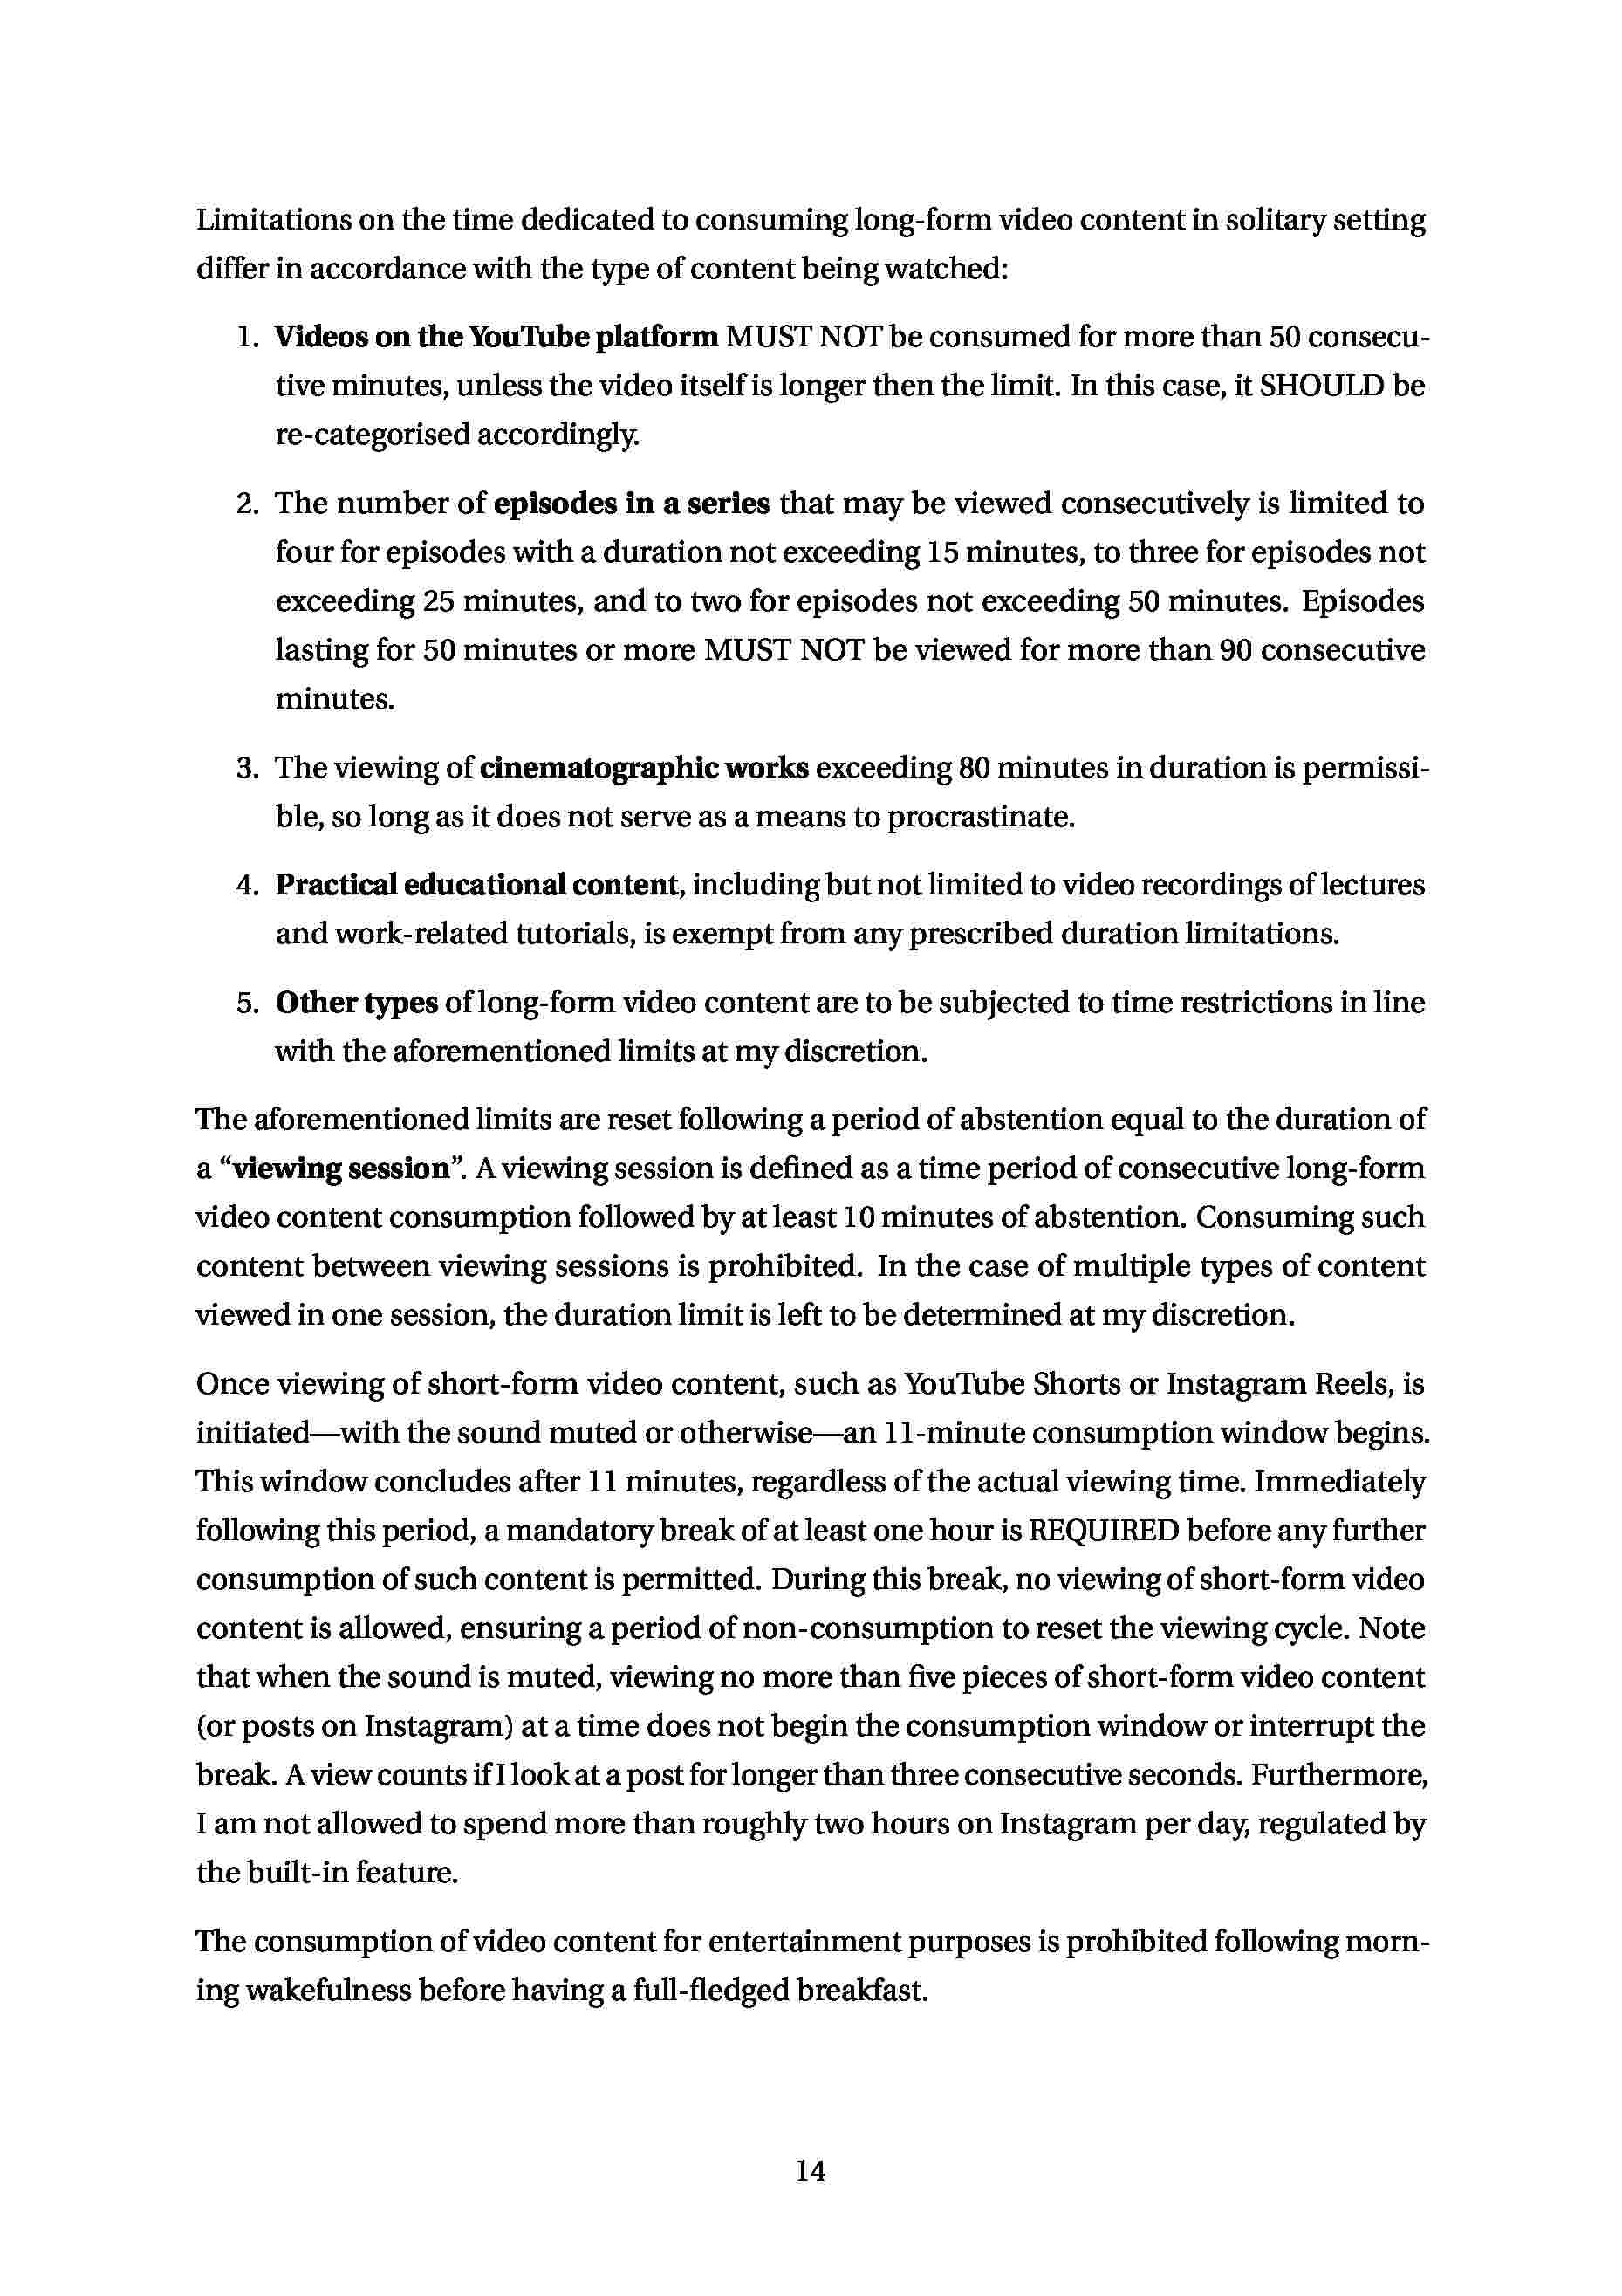 Limitations on the time dedicated to consuming long-form video content in solitary setting
differ in accordance with the type of content being watched:
1. Videos on the YouTube platform MUST NOT be consumed for more than 50 consecu-
tive minutes, unless the video itself is longer then the limit. In this case, it SHOULD be
re-categorised accordingly.
2. The number of episodes in a series that may be viewed consecutively is limited to
four for episodes with a duration not exceeding 15 minutes, to three for episodes not
exceeding 25 minutes, and to two for episodes not exceeding 50 minutes. Episodes
lasting for 50 minutes or more MUST NOT be viewed for more than 90 consecutive
minutes.
3. The viewing of cinematographic works exceeding 80 minutes in duration is permissi-
ble, so long as it does not serve as a means to procrastinate.
4. Practical educational content, including but not limited to video recordings of lectures
and work-related tutorials, is exempt from any prescribed duration limitations.
5. Other types of long-form video content are to be subjected to time restrictions in line
with the aforementioned limits at my discretion.
The aforementioned limits are reset following a period of abstention equal to the duration of
a “viewing session”. A viewing session is defined as a time period of consecutive long-form
video content consumption followed by at least 10 minutes of abstention. Consuming such
content between viewing sessions is prohibited. In the case of multiple types of content
viewed in one session, the duration limit is left to be determined at my discretion.
Once viewing of short-form video content, such as YouTube Shorts or Instagram Reels, is
initiated—with the sound muted or otherwise—an 11-minute consumption window begins.
This window concludes after 11 minutes, regardless of the actual viewing time. Immediately
following this period, a mandatory break of at least one hour is REQUIRED before any further
consumption of such content is permitted. During this break, no viewing of short-form video
content is allowed, ensuring a period of non-consumption to reset the viewing cycle. Note
that when the sound is muted, viewing no more than five pieces of short-form video content
(or posts on Instagram) at a time does not begin the consumption window or interrupt the
break. A view counts if I look at a post for longer than three consecutive seconds. Furthermore,
I am not allowed to spend more than roughly two hours on Instagram per day, regulated by
the built-in feature.
The consumption of video content for entertainment purposes is prohibited following morn-
ing wakefulness before having a full-fledged breakfast.
14